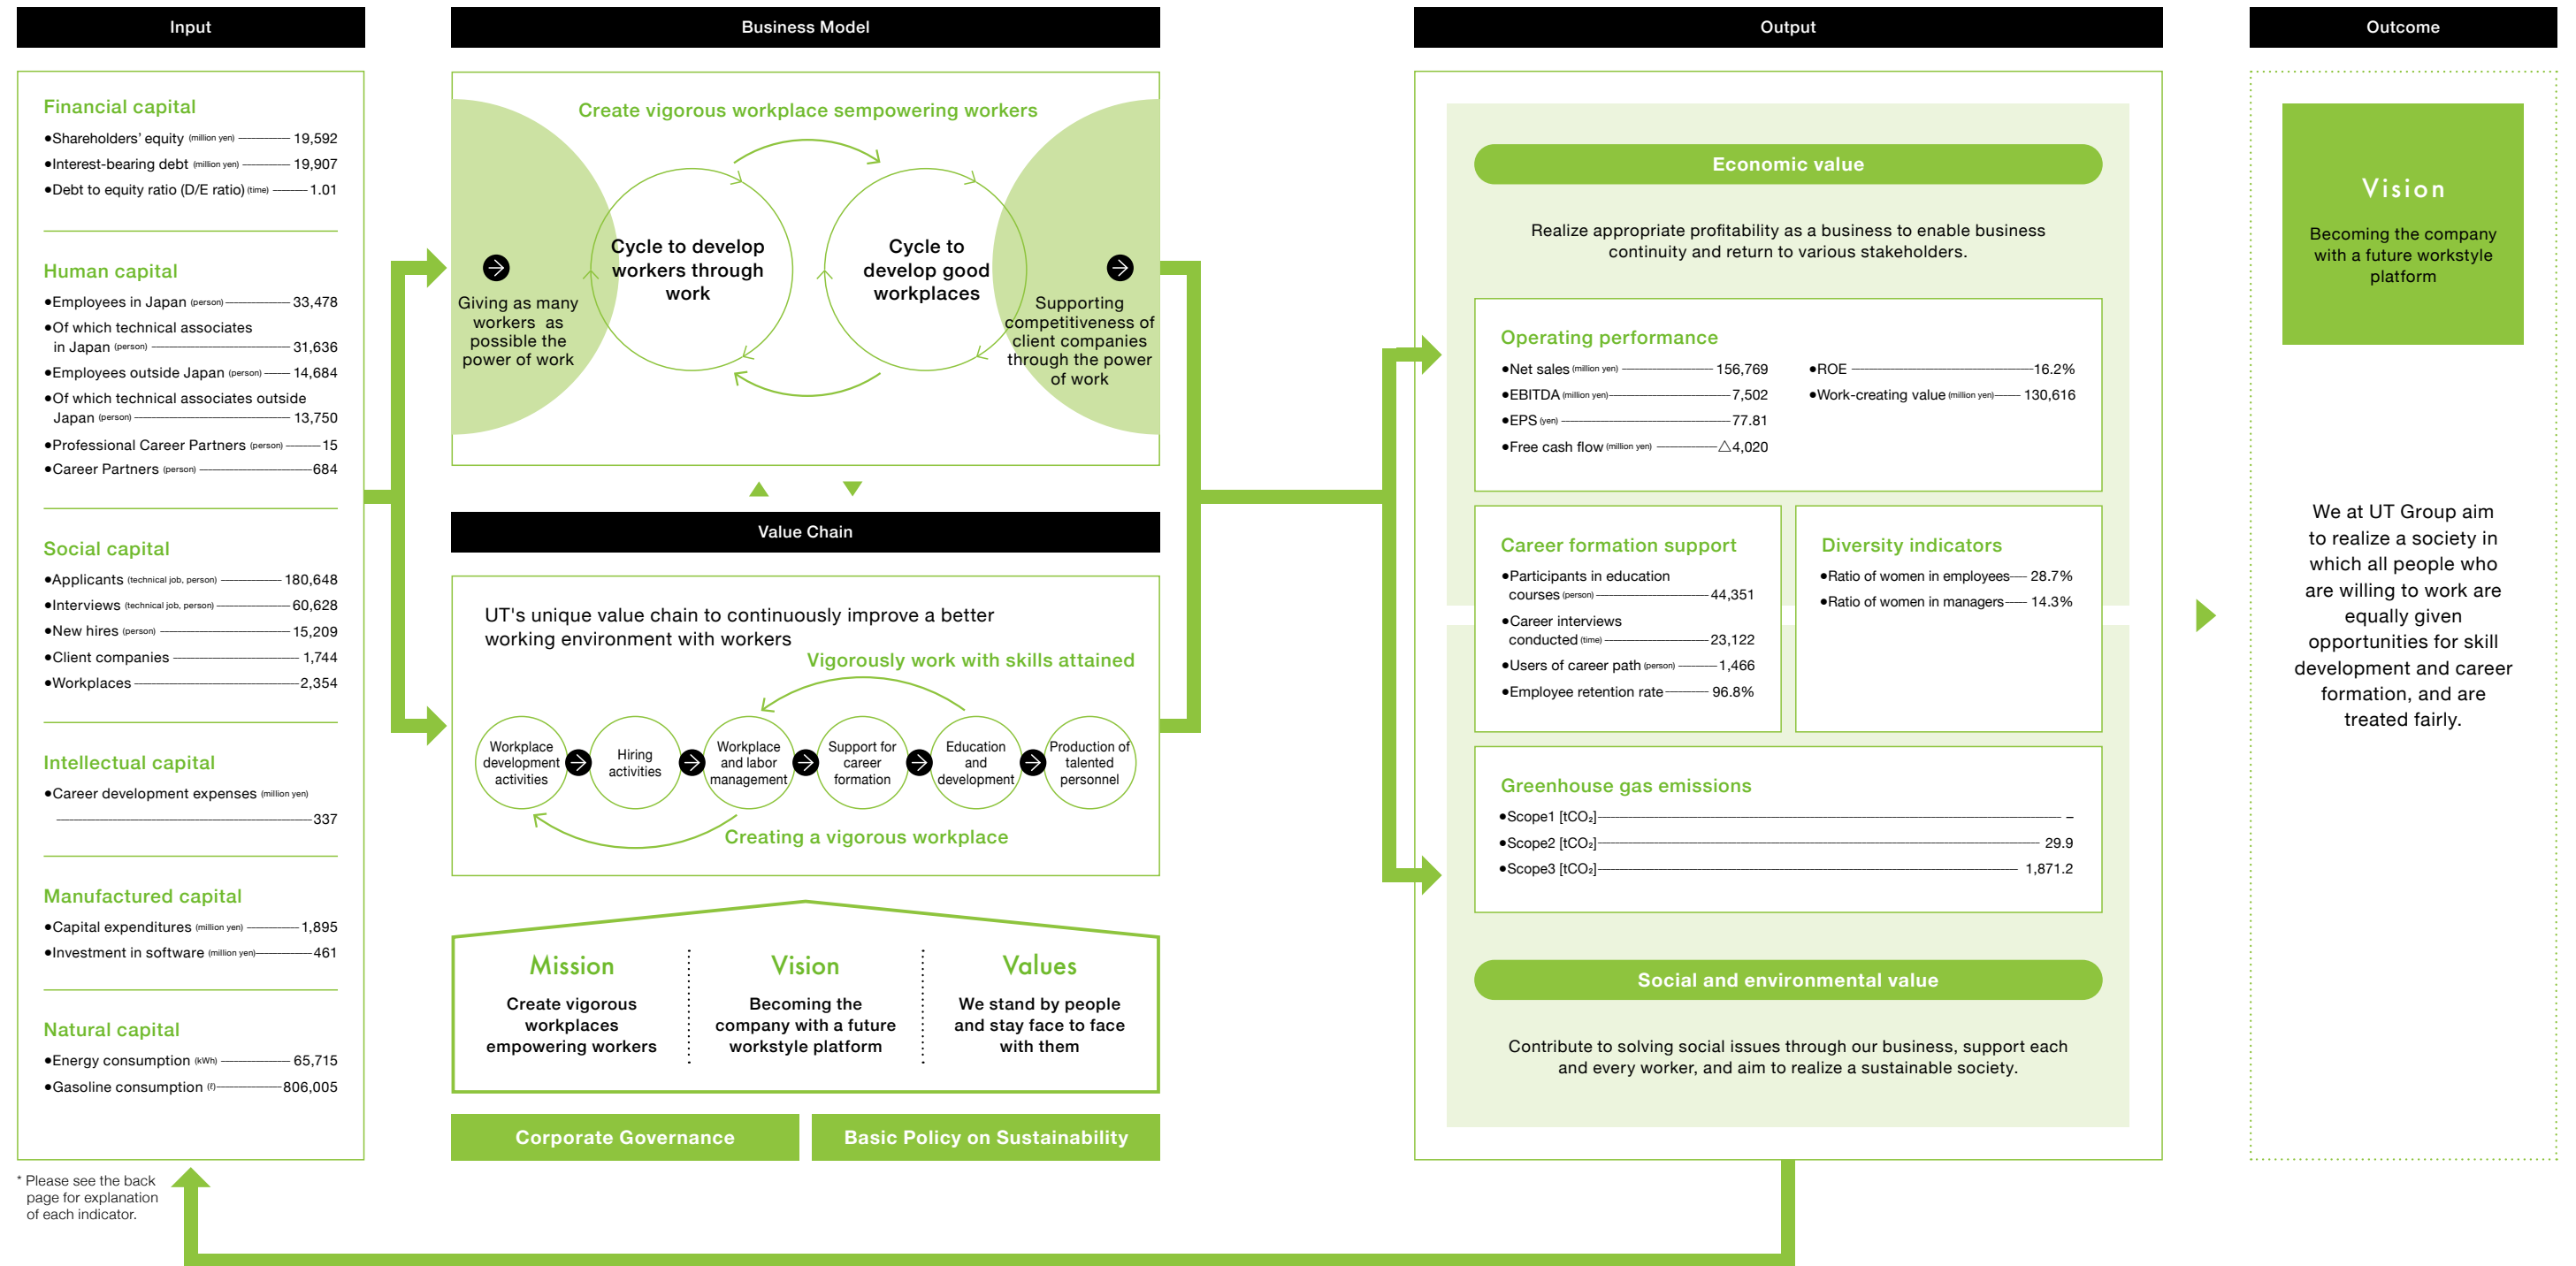 Input
Financial capital
●Shareholders' equity (million yen) 19,592
●Interest-bearing debt (million yen) 19,907
●Debt to equity ratio (D/E ratio) (time) 1.01
Human capital
●Employees in Japan (person) 33,478
●Of which technical associates
in Japan (person) 31,636
●Employees outside Japan (person) 14,684
●Of which technical associates outside
Japan (person) 13,750
●Professional Career Partners (person) 15
●Career Partners (person) 684
Social capital
●Applicants (technical job, person) 180,648
●Interviews (technical job, person) 60,628
●New hires (person) 15,209
●Client companies 1,744
●Workplaces 2,354
Intellectual capital
●Career development expenses (million yen)
337
Manufactured capital
●Capital expenditures (million yen) 1,895
●Investment in software (million yen) 461
Natural capital
●Energy consumption (kWh) 65,715
●Gasoline consumption (ℓ) 806,005
* Please see the back
page for explanation
of each indicator.
Business Model
Create vigorous workplace sempowering workers
Giving as many
workers as
possible the
power of work
Cycle to develop
workers through
work
Cycle to
develop good
workplaces
Supporting
competitiveness of
client companies
through the power
of work
Value Chain
UT's unique value chain to continuously improve a better
working environment with workers
Vigorously work with skills attained
Workplace
development
activities
Hiring
activities
Workplace
and labor
management
Support for
career
formation
Education
and
development
Production of
talented
personnel
Creating a vigorous workplace
Mission
Create vigorous
workplaces
empowering workers
Vision
Becoming the
company with a future
workstyle platform
Values
We stand by people
and stay face to face
with them
Corporate Governance
Basic Policy on Sustainability
Output
Economic value
Realize appropriate profitability as a business to enable business
continuity and return to various stakeholders.
Operating performance
●Net sales (million yen) 156,769
●EBITDA (million yen) 7,502
●EPS (yen) 77.81
●Free cash flow (million yen) △4,020
●ROE 16.2%
●Work-creating value (million yen) 130,616
Career formation support
●Participants in education
courses (person) 44,351
●Career interviews
conducted (time) 23,122
●Users of career path (person) 1,466
●Employee retention rate 96.8%
Diversity indicators
●Ratio of women in employees 28.7%
●Ratio of women in managers 14.3%
Greenhouse gas emissions
●Scope1 [tCO₂] –
●Scope2 [tCO₂] 29.9
●Scope3 [tCO₂] 1,871.2
Social and environmental value
Contribute to solving social issues through our business, support each
and every worker, and aim to realize a sustainable society.
Outcome
Vision
Becoming the company
with a future workstyle
platform
We at UT Group aim
to realize a society in
which all people who
are willing to work are
equally given
opportunities for skill
development and career
formation, and are
treated fairly.